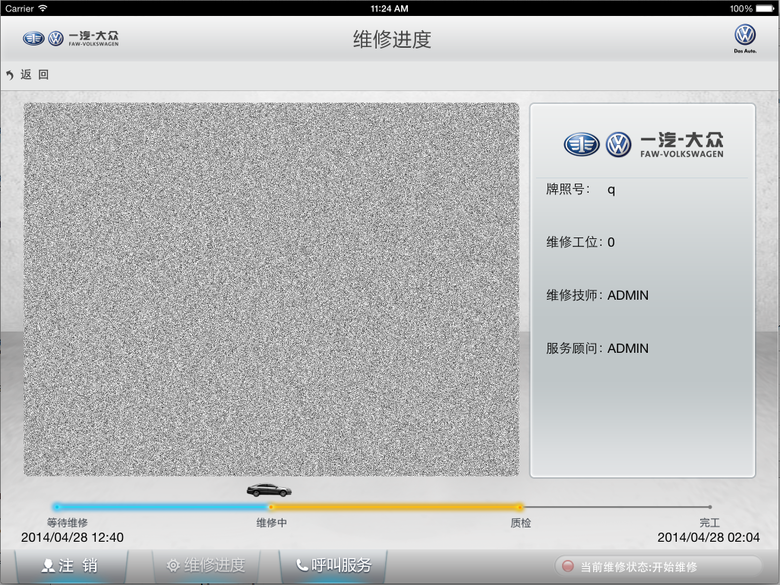 Carrier 11:24 AM 100%
一汽-大众
FAW-VOLKSWAGEN
维修进度
Das Auto.
返 回
一汽-大众
FAW-VOLKSWAGEN
牌照号: q
维修工位: 0
维修技师: ADMIN
服务顾问: ADMIN
等待维修 维修中 质检 完工
2014/04/28 12:40 2014/04/28 02:04
注 销 维修进度 呼叫服务 当前维修状态:开始维修